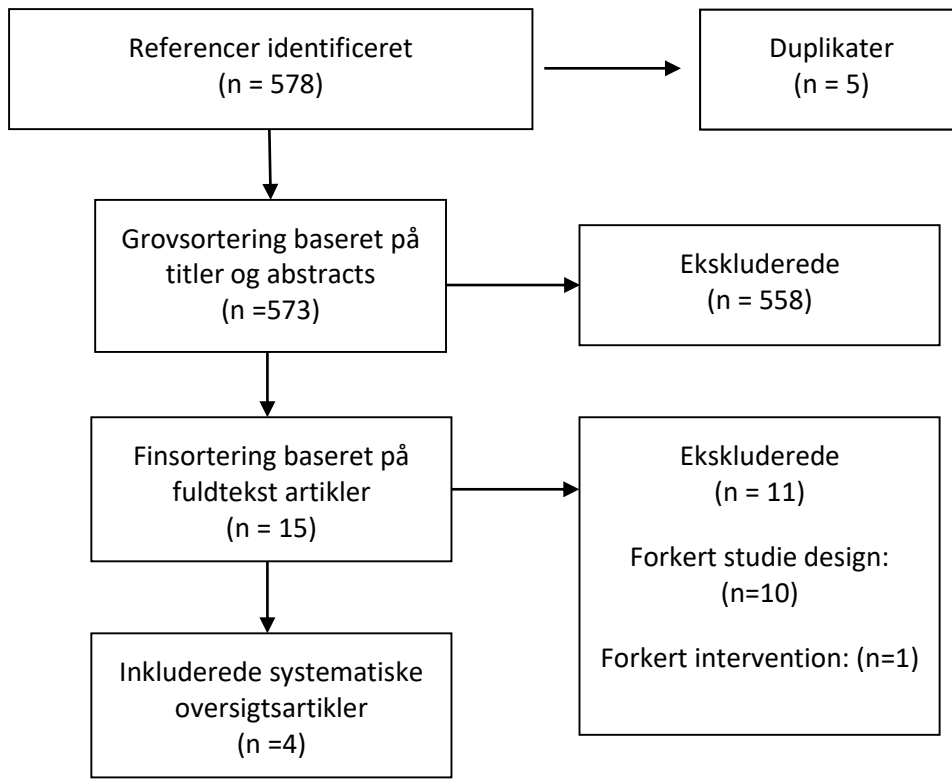 Referencer identificeret
(n = 578)
Duplikater
(n = 5)
Grovsortering baseret på
titler og abstracts
(n =573)
Ekskluderede
(n = 558)
Finsortering baseret på
fuldtekst artikler
(n = 15)
Ekskluderede
(n = 11)
Forkert studie design:
(n=10)
Forkert intervention: (n=1)
Inkluderede systematiske
oversigtsartikler
(n =4)